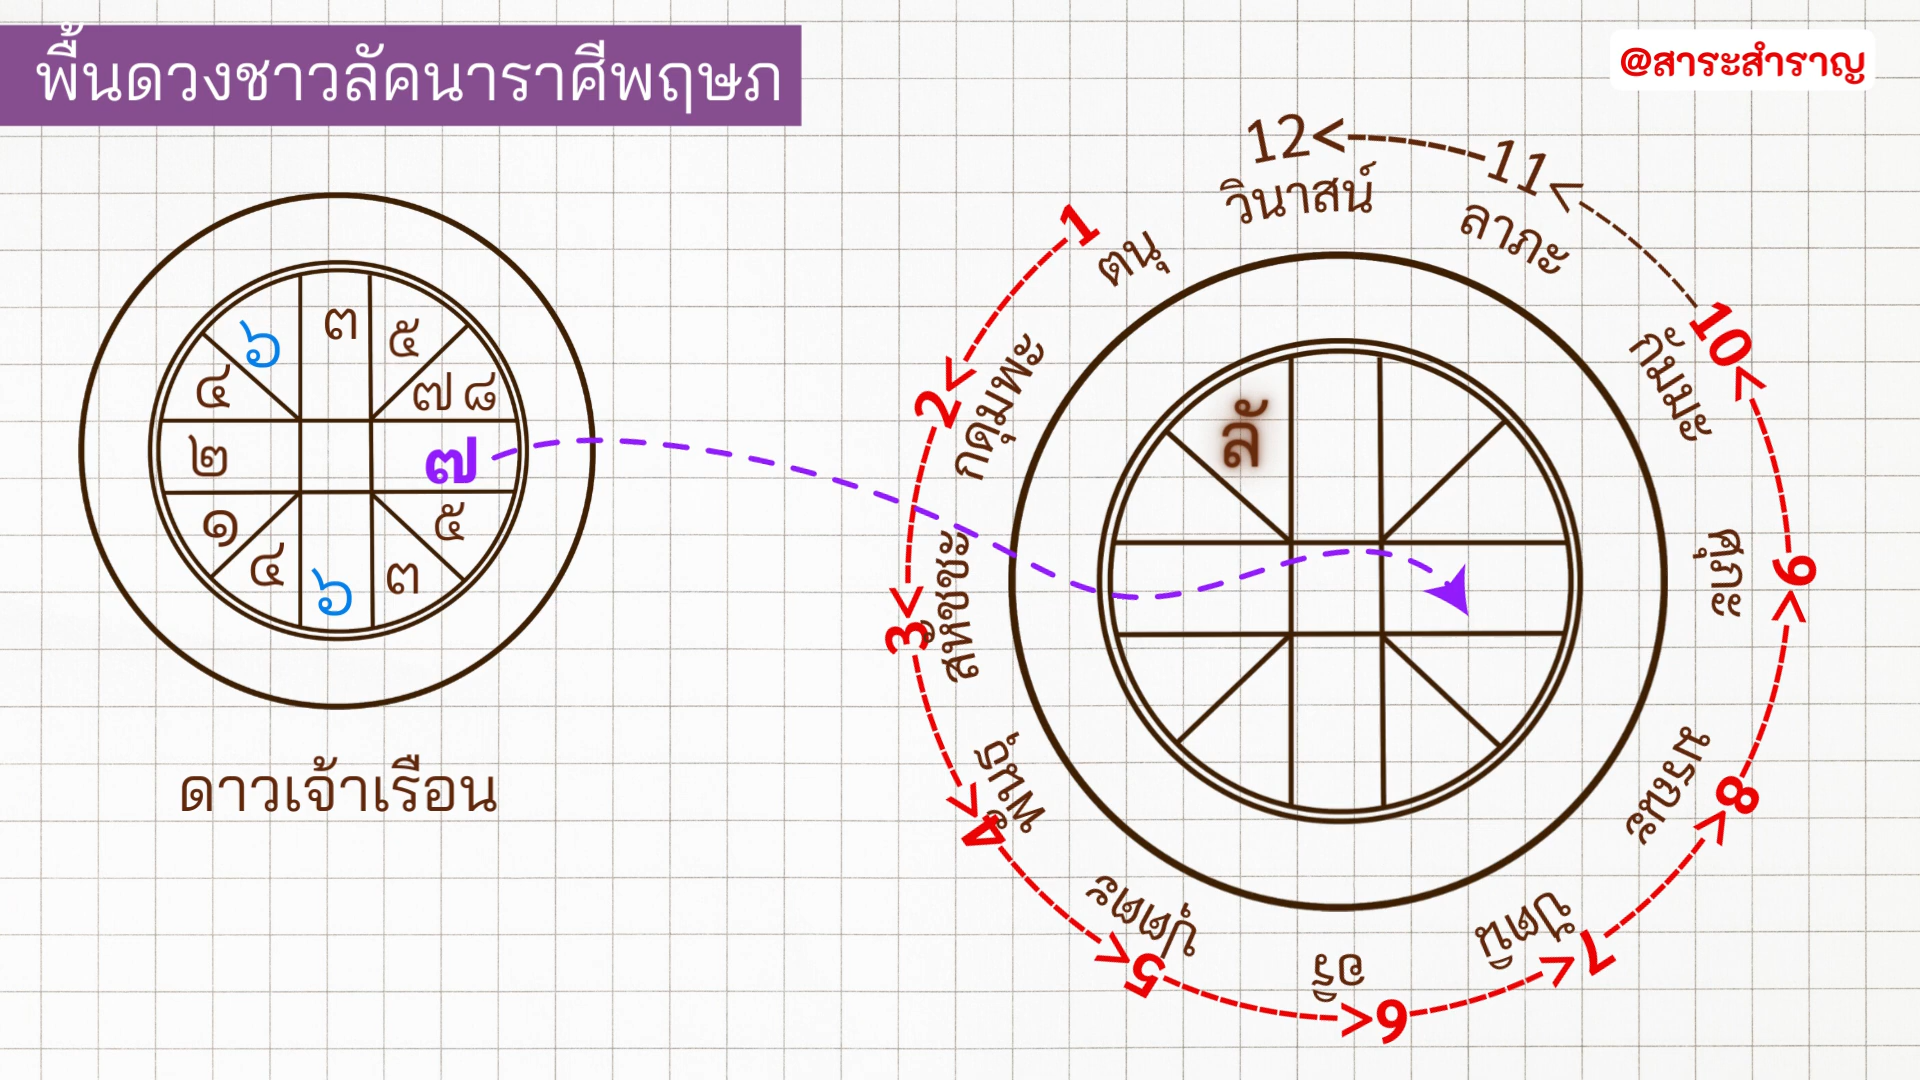 พื้นดวงชาวลัคนาราศีพฤษภ
@สาระสำราญ
๓
๖
๕
๔
๗ ๘
๒
๗
๑
๕
๔
๖
๓
ดาวเจ้าเรือน
ลั
1
ตนุ
2
กดุมพะ
3
สหัชชะ
4
พันธุ์
5
ปุตตะ
6
อริ
7
ปัตนิ
8
มรณะ
9
ศุภะ
10
กัมมะ
11
ลาภะ
12
วินาสน์